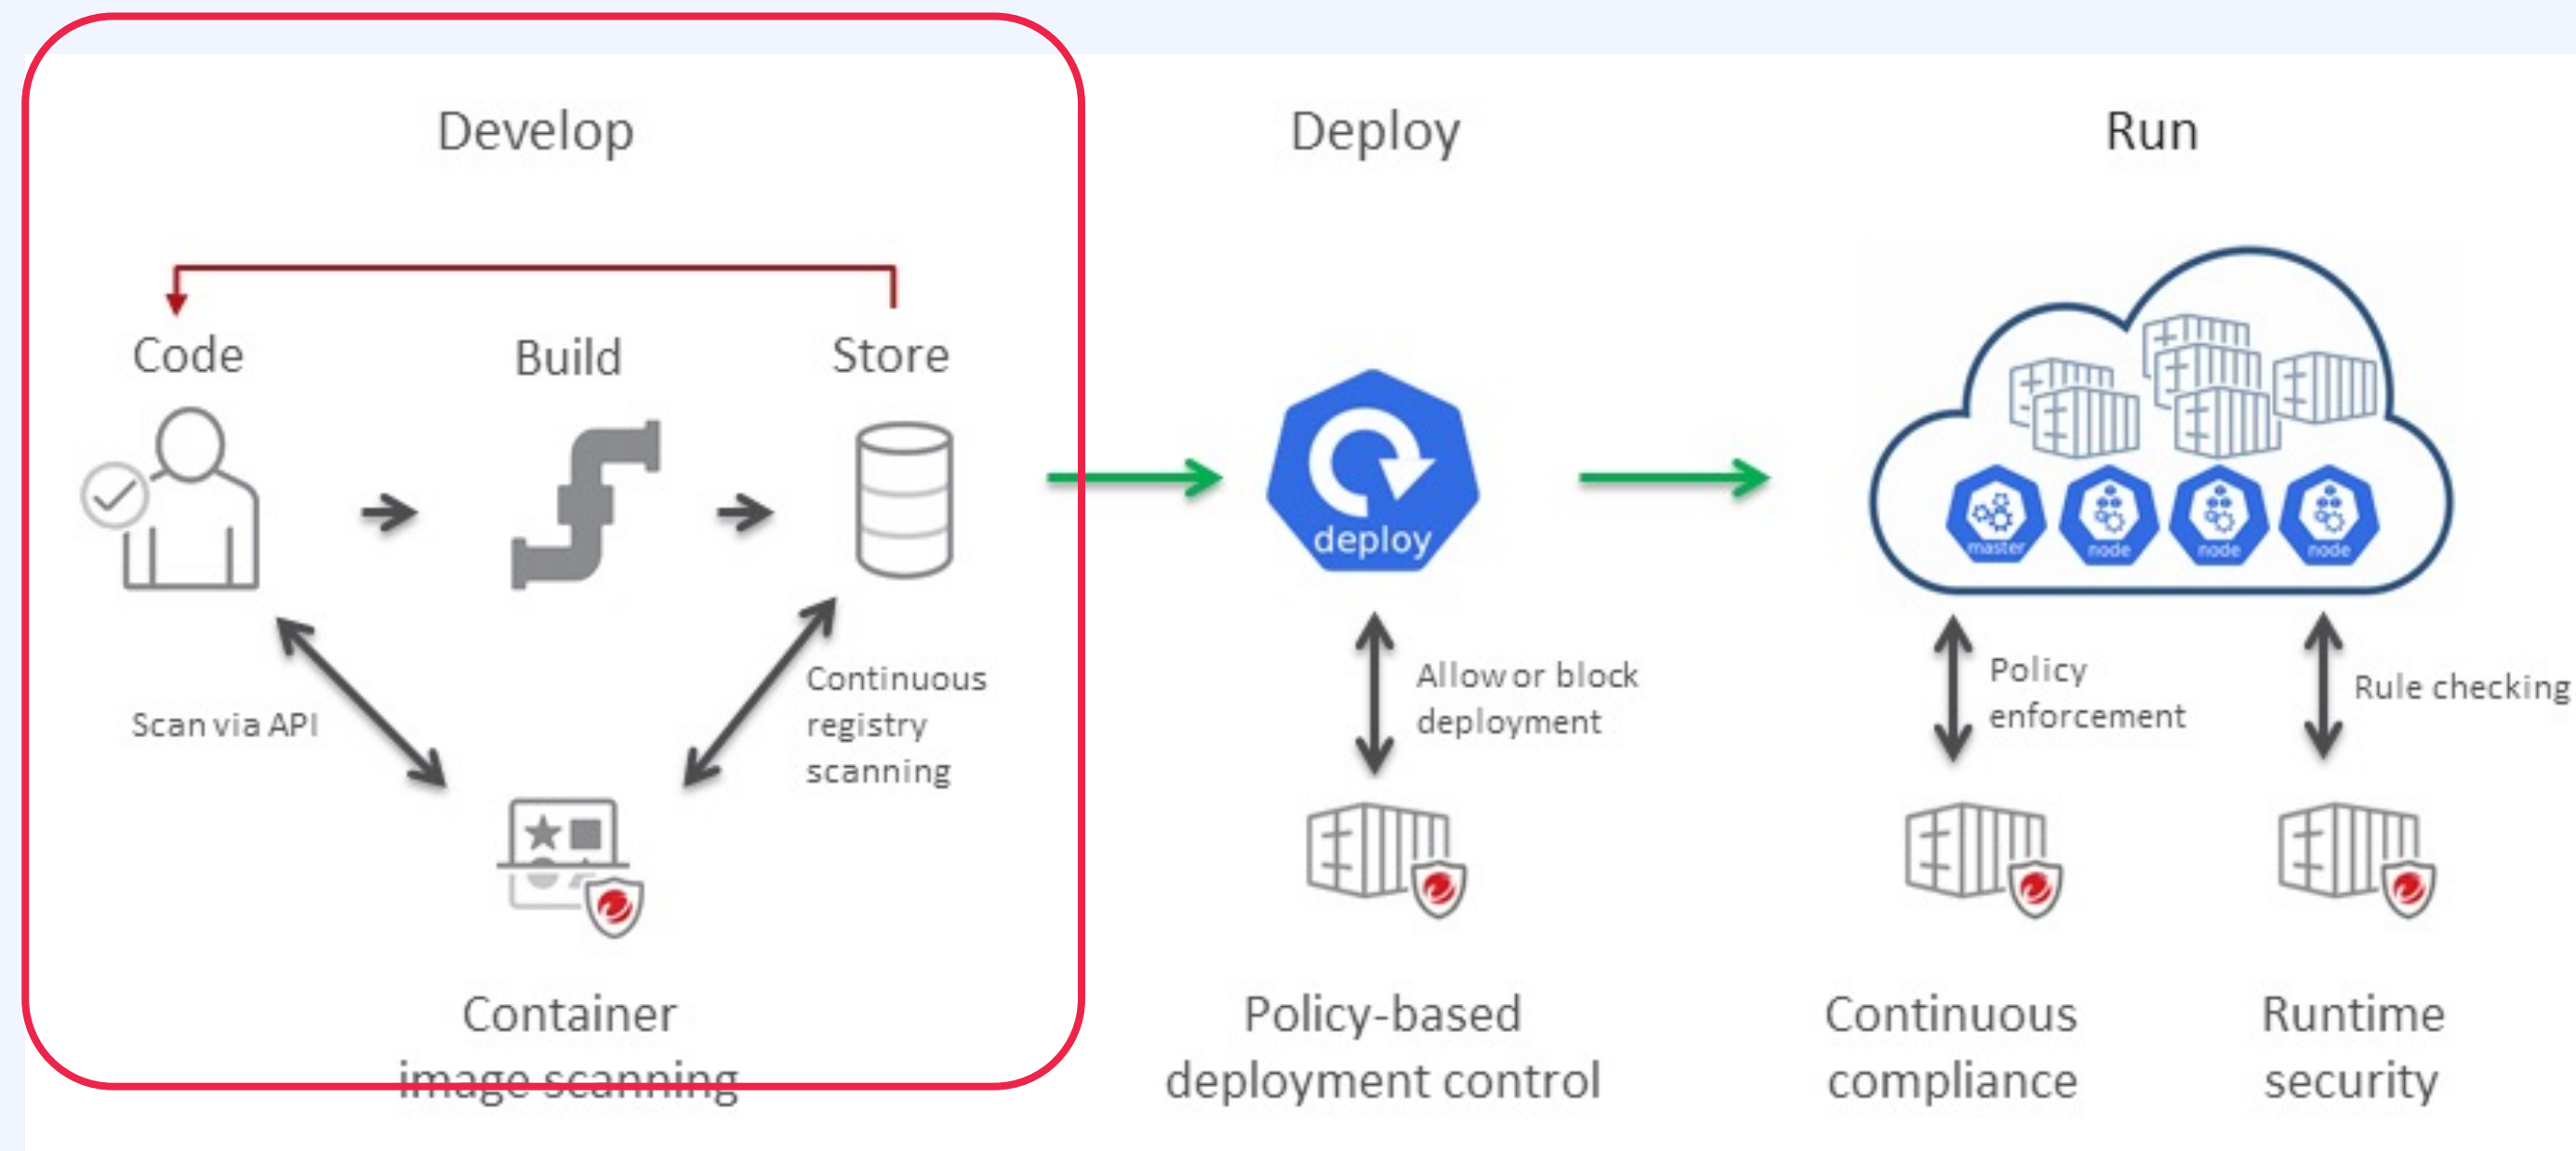 Develop
Deploy
Run
Code
Build
Store
deploy
master
node
node
node
Scan via API
Continuous
registry
scanning
Allow or block
deployment
Policy
enforcement
Rule checking
Container
image scanning
Policy-based
deployment control
Continuous
compliance
Runtime
security